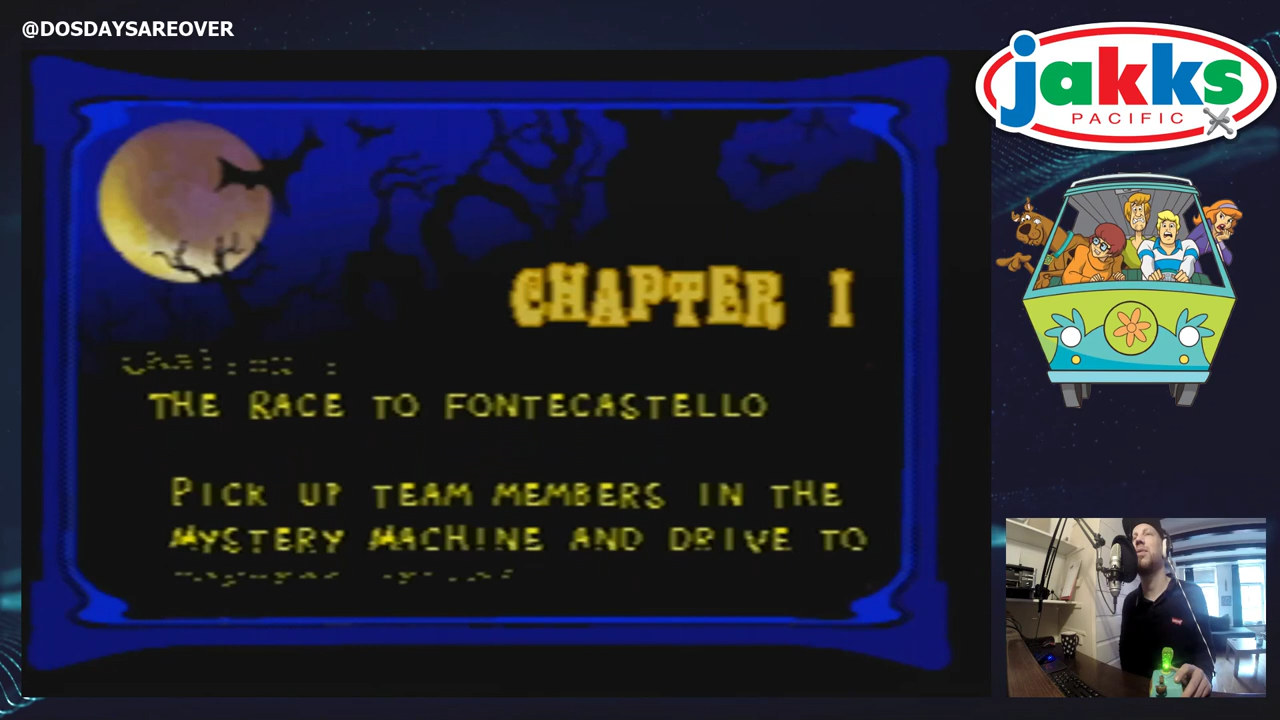 @DOSDAYSAREOVER
jakks
PACIFIC
CHAPTER 1
THE RACE TO FONTECASTELLO
PICK UP TEAM MEMBERS IN THE
MYSTERY MACHINE AND DRIVE TO